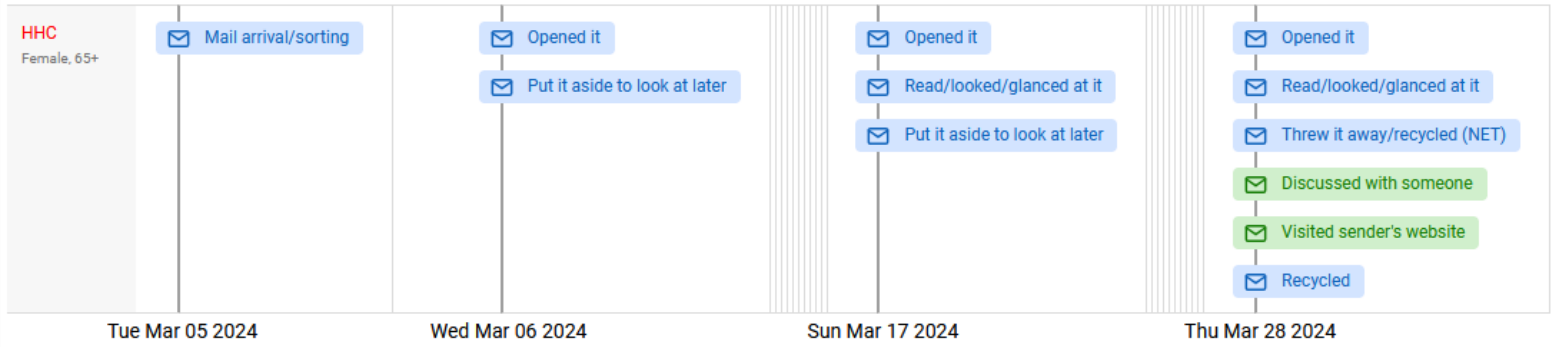 HHC
Female, 65+
Mail arrival/sorting
Opened it
Put it aside to look at later
Opened it
Read/looked/glanced at it
Put it aside to look at later
Opened it
Read/looked/glanced at it
Threw it away/recycled (NET)
Discussed with someone
Visited sender's website
Recycled
Tue Mar 05 2024
Wed Mar 06 2024
Sun Mar 17 2024
Thu Mar 28 2024